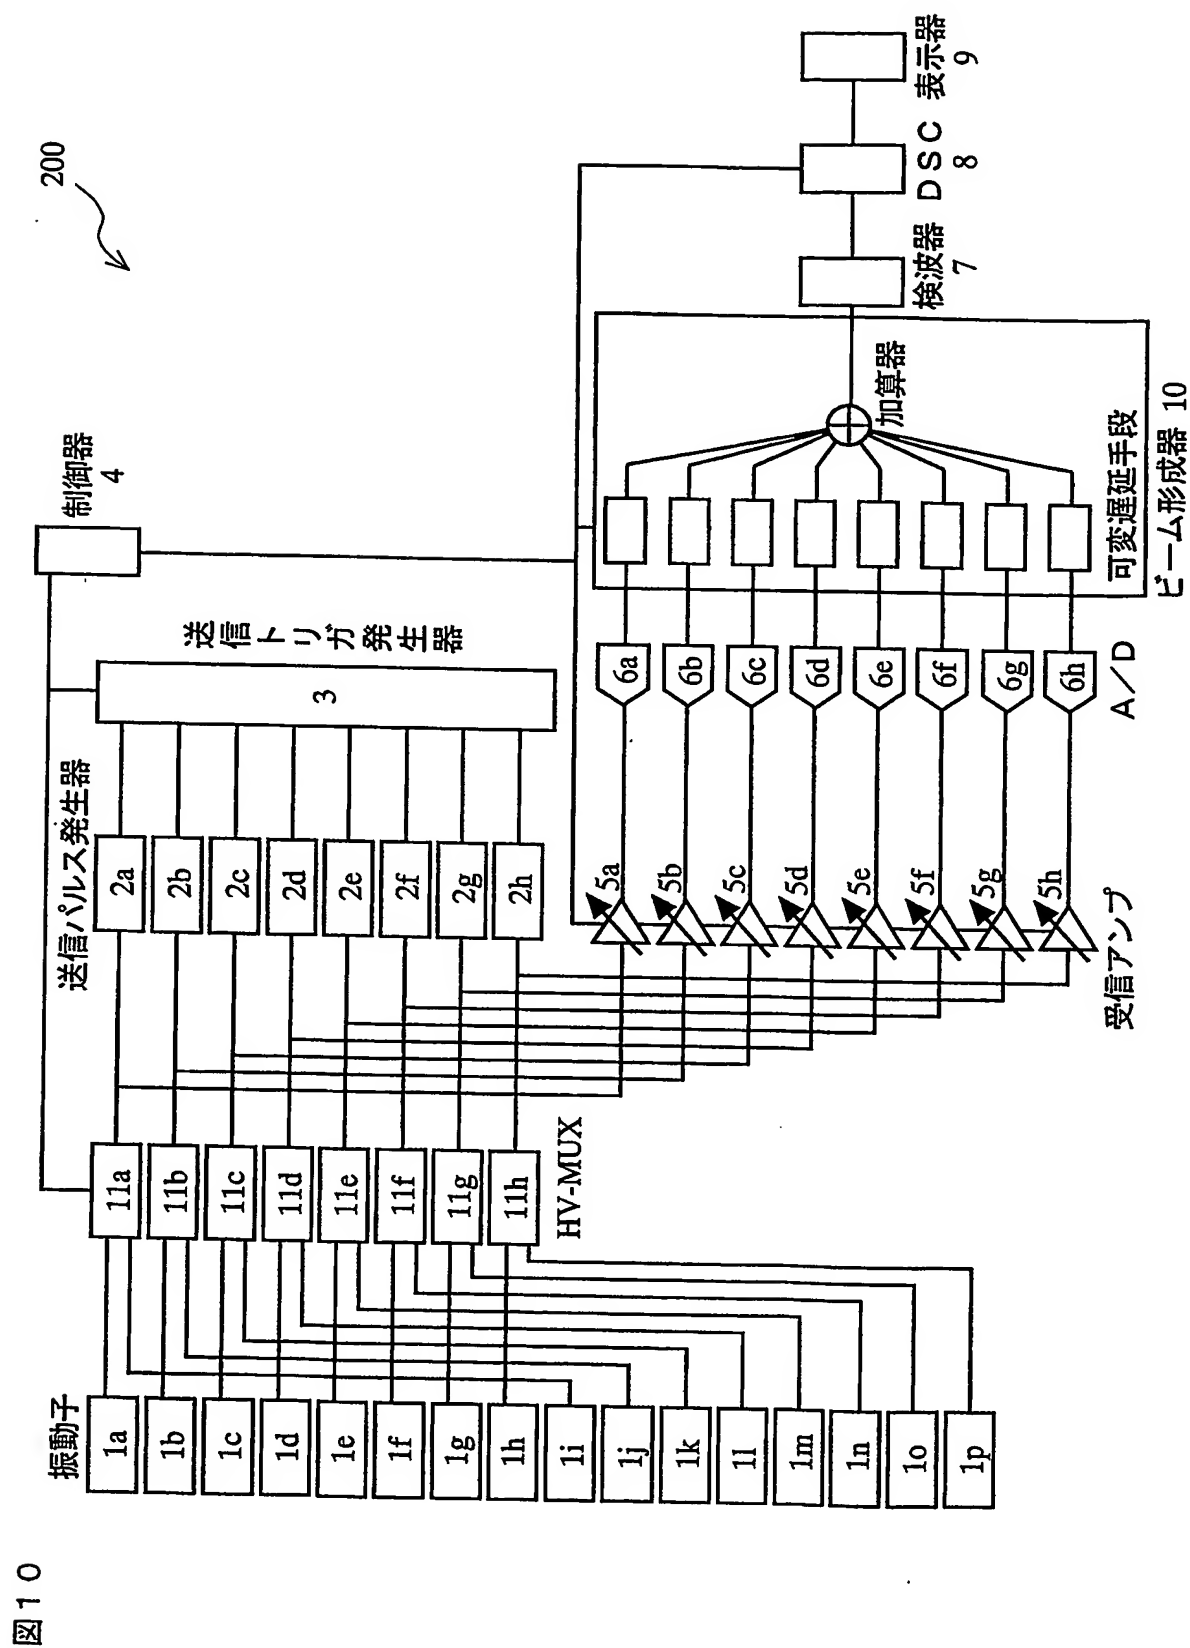 図10
200
振動子
1a
1b
1c
1d
1e
1f
1g
1h
1i
1j
1k
1l
1m
1n
1o
1p
11a
11b
11c
11d
11e
11f
11g
11h
HV-MUX
送信パルス発生器
2a
2b
2c
2d
2e
2f
2g
2h
送信トリガ発生器
3
制御器
4
5a
5b
5c
5d
5e
5f
5g
5h
受信アンプ
6a
6b
6c
6d
6e
6f
6g
6h
A/D
加算器
可変遅延手段
ビーム形成器 10
検波器
7
DSC
8
表示器
9